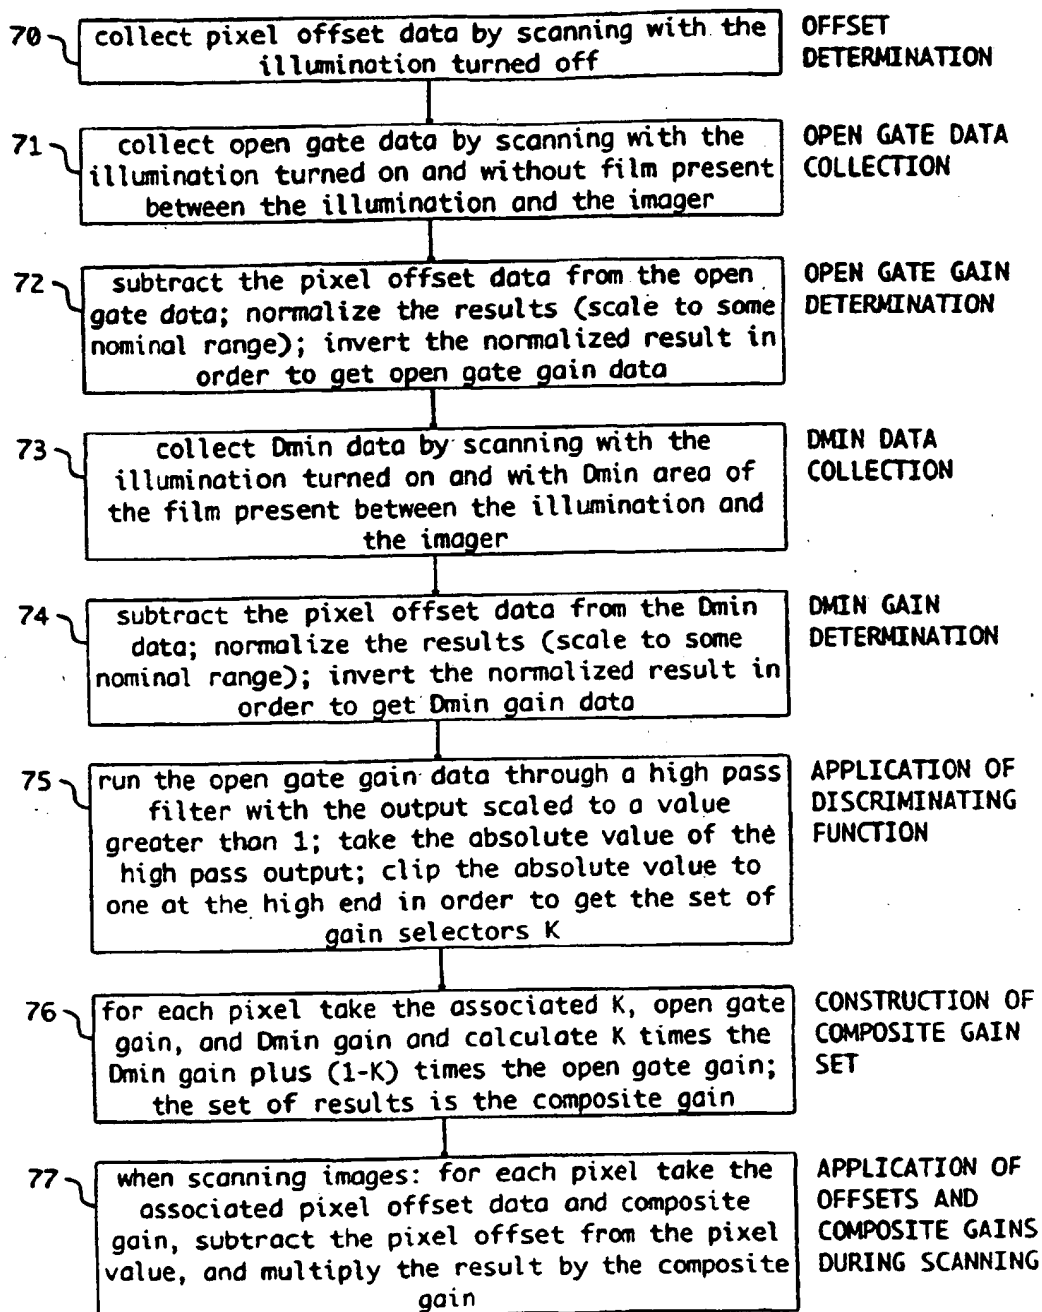 70
collect pixel offset data by scanning with the
illumination turned off
OFFSET
DETERMINATION
71
collect open gate data by scanning with the
illumination turned on and without film present
between the illumination and the imager
OPEN GATE DATA
COLLECTION
72
subtract the pixel offset data from the open
gate data; normalize the results (scale to some
nominal range); invert the normalized result in
order to get open gate gain data
OPEN GATE GAIN
DETERMINATION
73
collect Dmin data by scanning with the
illumination turned on and with Dmin area of
the film present between the illumination and
the imager
DMIN DATA
COLLECTION
74
subtract the pixel offset data from the Dmin
data; normalize the results (scale to some
nominal range); invert the normalized result in
order to get Dmin gain data
DMIN GAIN
DETERMINATION
75
run the open gate gain data through a high pass
filter with the output scaled to a value
greater than 1; take the absolute value of the
high pass output; clip the absolute value to
one at the high end in order to get the set of
gain selectors K
APPLICATION OF
DISCRIMINATING
FUNCTION
76
for each pixel take the associated K, open gate
gain, and Dmin gain and calculate K times the
Dmin gain plus (1-K) times the open gate gain;
the set of results is the composite gain
CONSTRUCTION OF
COMPOSITE GAIN
SET
77
when scanning images: for each pixel take the
associated pixel offset data and composite
gain, subtract the pixel offset from the pixel
value, and multiply the result by the composite
gain
APPLICATION OF
OFFSETS AND
COMPOSITE GAINS
DURING SCANNING